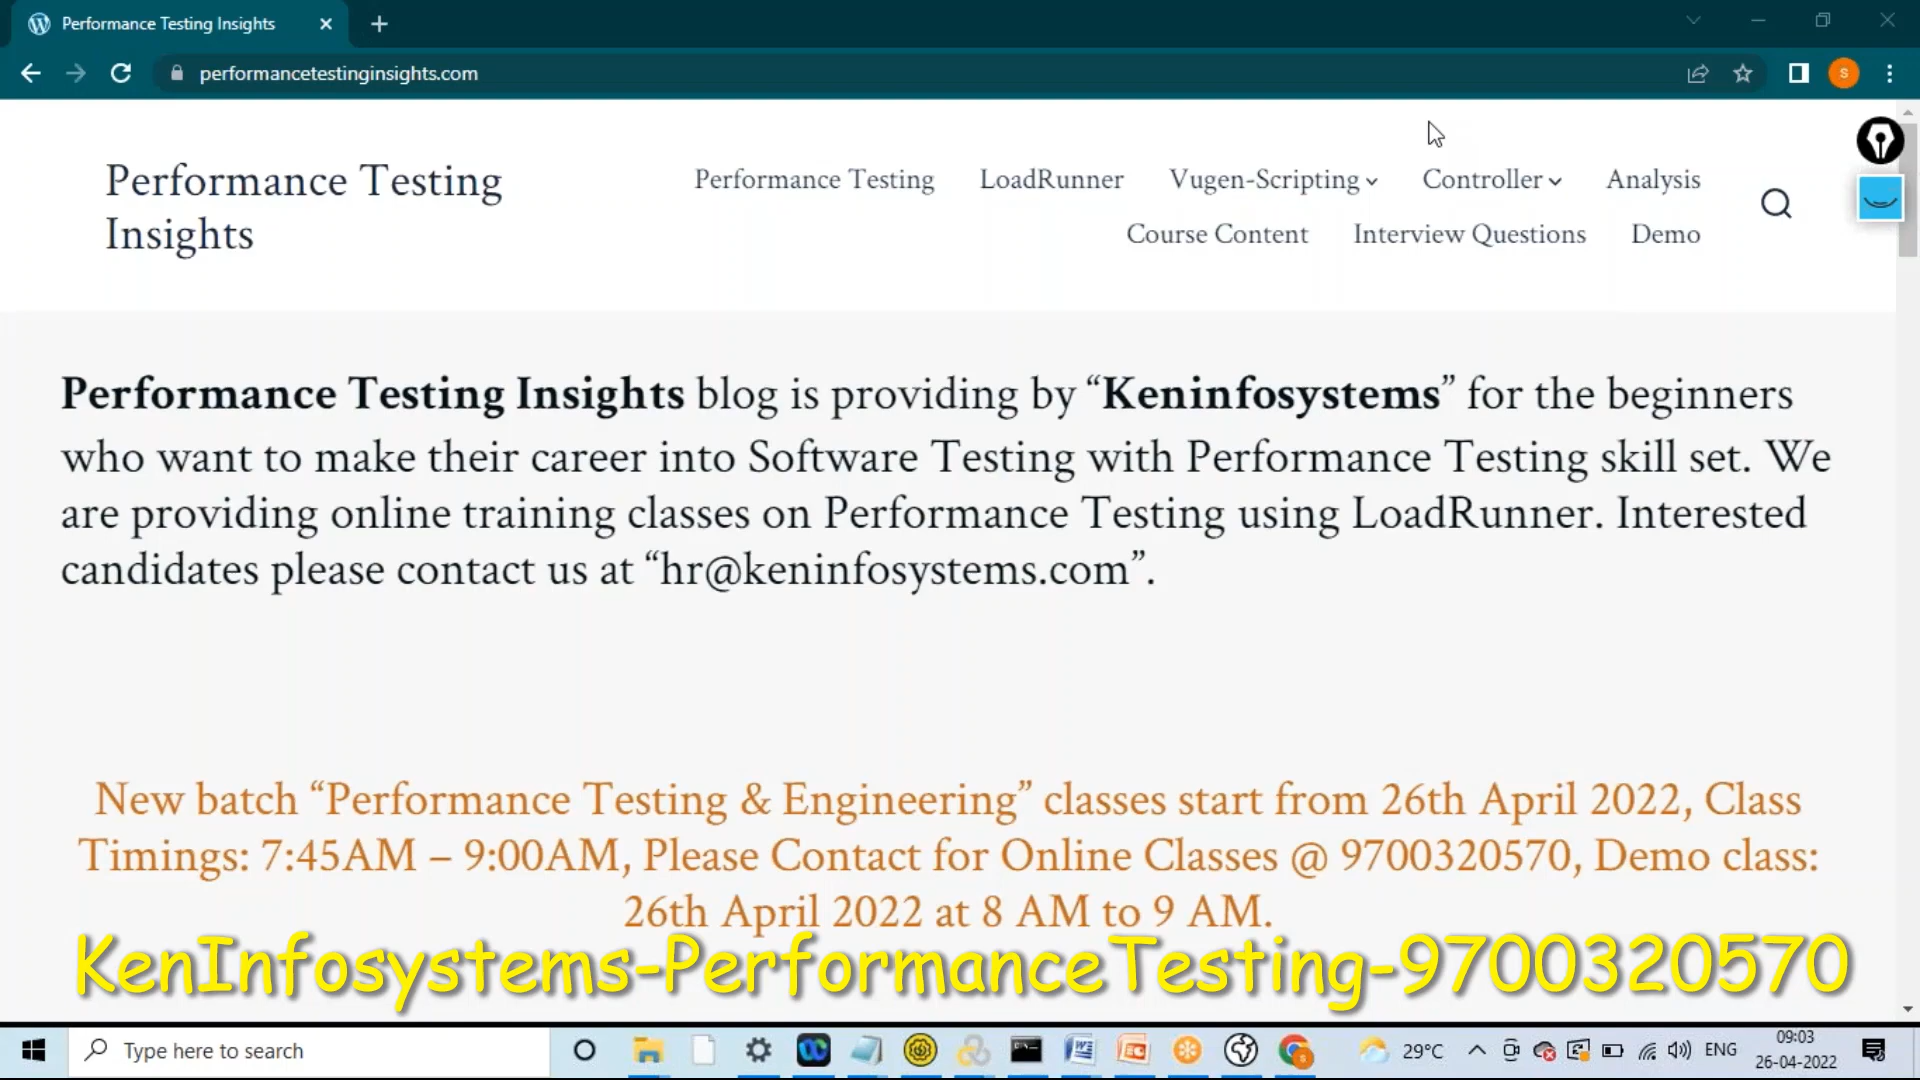 Performance Testing Insights
performancetestinginsights.com
S
Performance Testing
Insights
Performance Testing LoadRunner Vugen-Scripting Controller Analysis
Course Content Interview Questions Demo
Performance Testing Insights blog is providing by “Keninfosystems” for the beginners
who want to make their career into Software Testing with Performance Testing skill set. We
are providing online training classes on Performance Testing using LoadRunner. Interested
candidates please contact us at “hr@keninfosystems.com”.
New batch “Performance Testing & Engineering” classes start from 26th April 2022, Class
Timings: 7:45AM – 9:00AM, Please Contact for Online Classes @ 9700320570, Demo class:
26th April 2022 at 8 AM to 9 AM.
KenInfosystems-PerformanceTesting-9700320570
Type here to search
29°C
ENG
09:03
26-04-2022